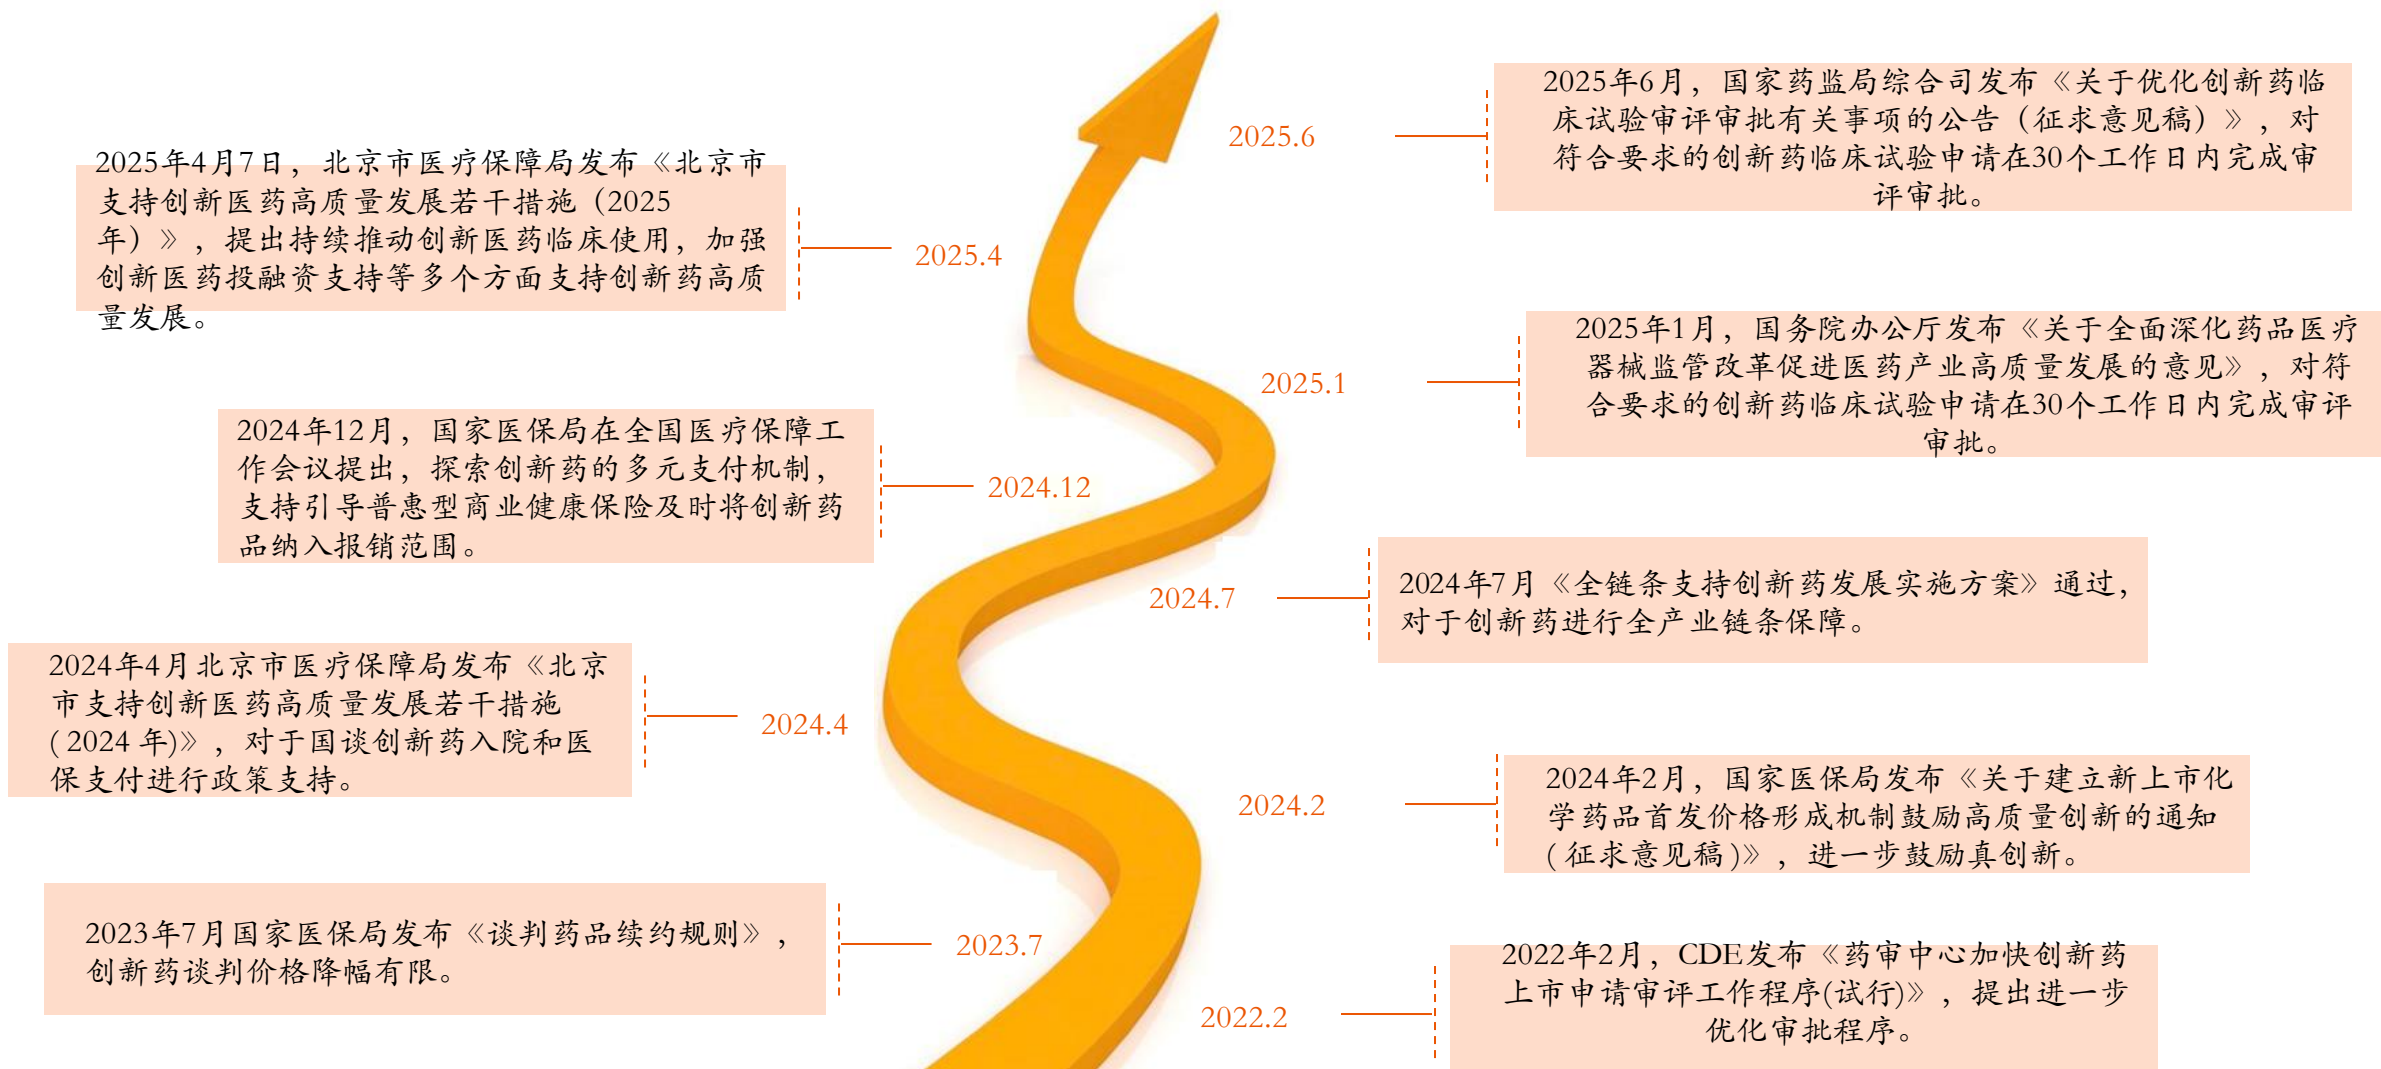 2025年6月，国家药监局综合司发布《关于优化创新药临
床试验审评审批有关事项的公告（征求意见稿）》，对
符合要求的创新药临床试验申请在30个工作日内完成审
评审批。
2025.6
2025年4月7日，北京市医疗保障局发布《北京市
支持创新医药高质量发展若干措施（2025
年）》，提出持续推动创新医药临床使用，加强
创新医药投融资支持等多个方面支持创新药高质
量发展。
2025.4
2025年1月，国务院办公厅发布《关于全面深化药品医疗
器械监管改革促进医药产业高质量发展的意见》，对符
合要求的创新药临床试验申请在30个工作日内完成审评
审批。
2025.1
2024年12月，国家医保局在全国医疗保障工
作会议提出，探索创新药的多元支付机制，
支持引导普惠型商业健康保险及时将创新药
品纳入报销范围。
2024.12
2024.7
2024年7月《全链条支持创新药发展实施方案》通过，
对于创新药进行全产业链条保障。
2024年4月北京市医疗保障局发布《北京
市支持创新医药高质量发展若干措施
(2024 年)》，对于国谈创新药入院和医
保支付进行政策支持。
2024.4
2024.2
2024年2月，国家医保局发布《关于建立新上市化
学药品首发价格形成机制鼓励高质量创新的通知
(征求意见稿)》，进一步鼓励真创新。
2023年7月国家医保局发布《谈判药品续约规则》，
创新药谈判价格降幅有限。
2023.7
2022.2
2022年2月，CDE发布《药审中心加快创新药
上市申请审评工作程序(试行)》，提出进一步
优化审批程序。